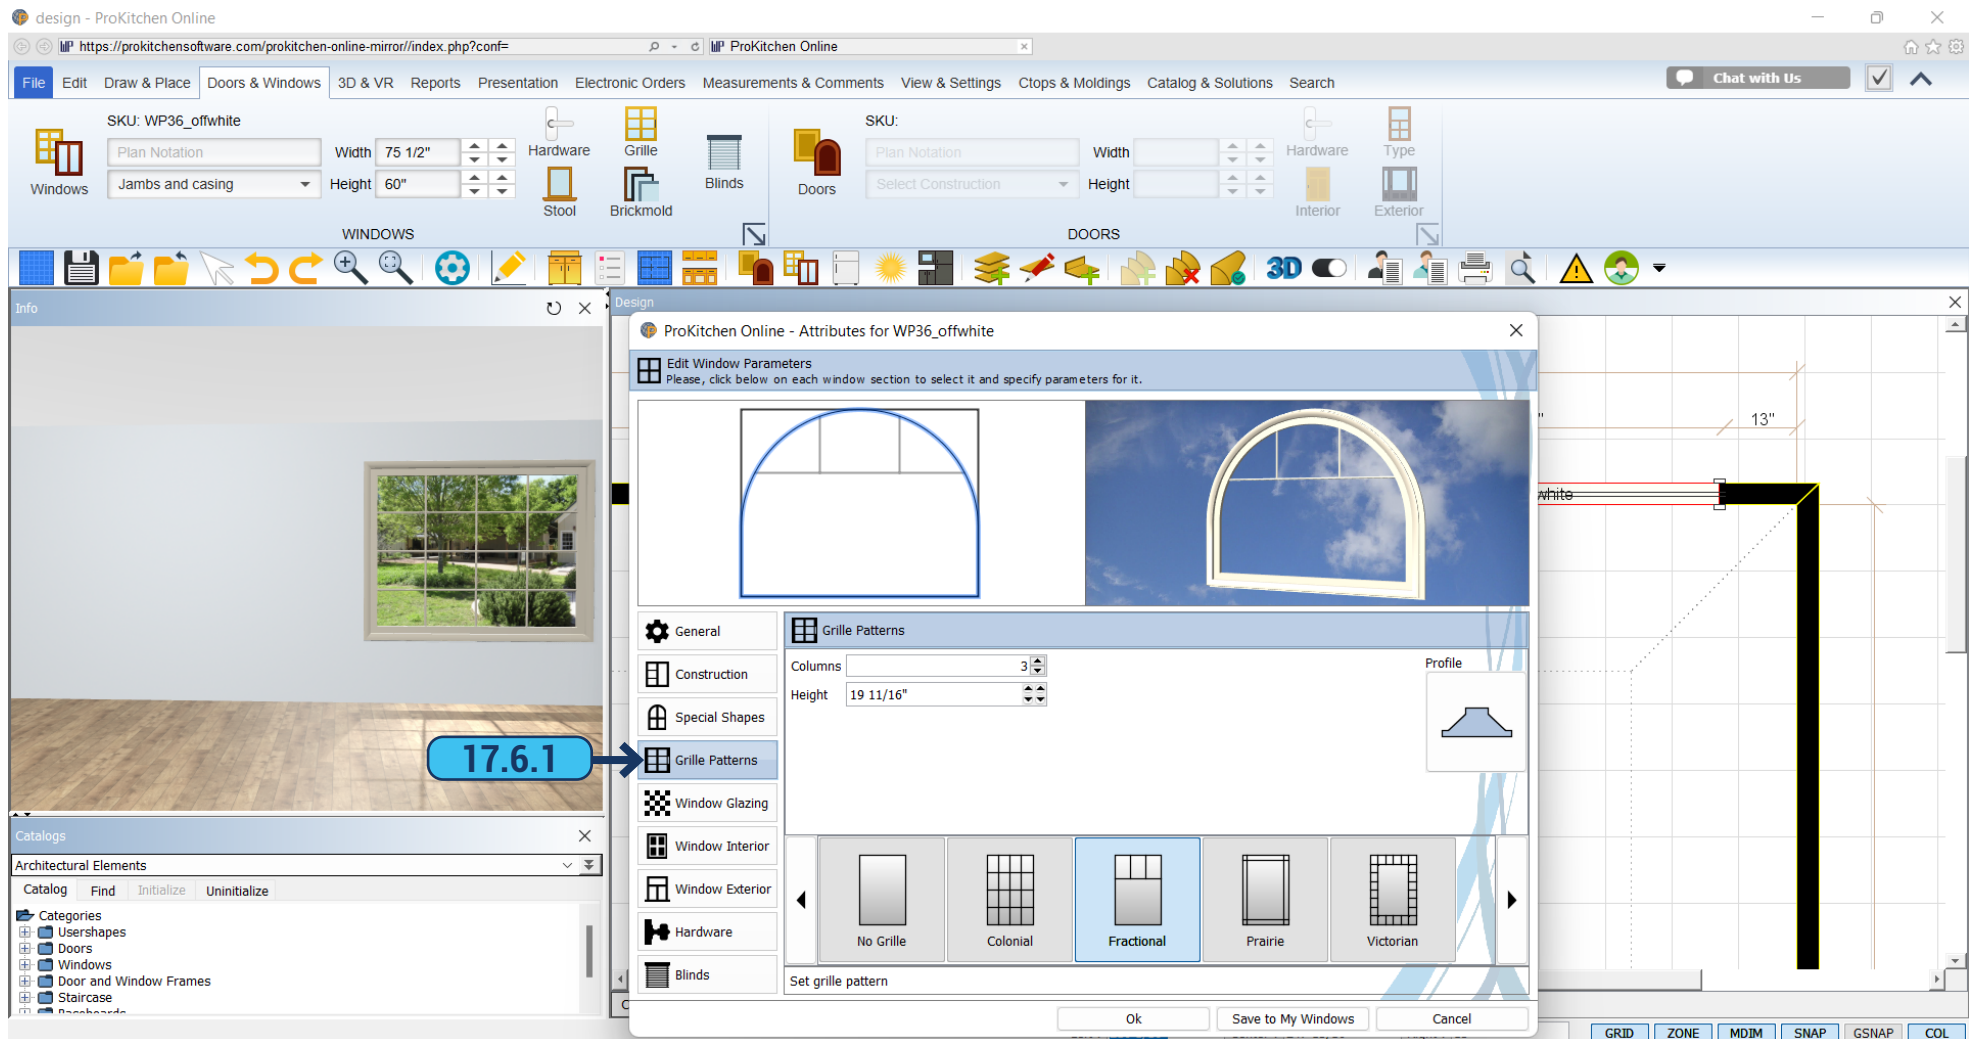 design - ProKitchen Online
https://prokitchensoftware.com/prokitchen-online-mirror//index.php?conf=
ProKitchen Online
File Edit Draw & Place Doors & Windows 3D & VR Reports Presentation Electronic Orders Measurements & Comments View & Settings Ctops & Moldings Catalog & Solutions Search
Chat with Us
SKU: WP36_offwhite
Plan Notation
Width 75 1/2"
Jambs and casing
Height 60"
Windows
Hardware
Grille
Stool
Brickmold
Blinds
WINDOWS
SKU:
Plan Notation
Width
Select Construction
Height
Doors
Hardware
Type
Interior
Exterior
DOORS
3D
Info
Design
ProKitchen Online - Attributes for WP36_offwhite
Edit Window Parameters
Please, click below on each window section to select it and specify parameters for it.
13"
white
General
Construction
Special Shapes
Grille Patterns
Window Glazing
Window Interior
Window Exterior
Hardware
Blinds
17.6.1
Grille Patterns
Columns 3
Height 19 11/16"
Profile
No Grille
Colonial
Fractional
Prairie
Victorian
Set grille pattern
Ok
Save to My Windows
Cancel
Catalogs
Architectural Elements
Catalog Find Initialize Uninitialize
Categories
Usershapes
Doors
Windows
Door and Window Frames
Staircase
Baseboards
GRID ZONE MDIM SNAP GSNAP COL